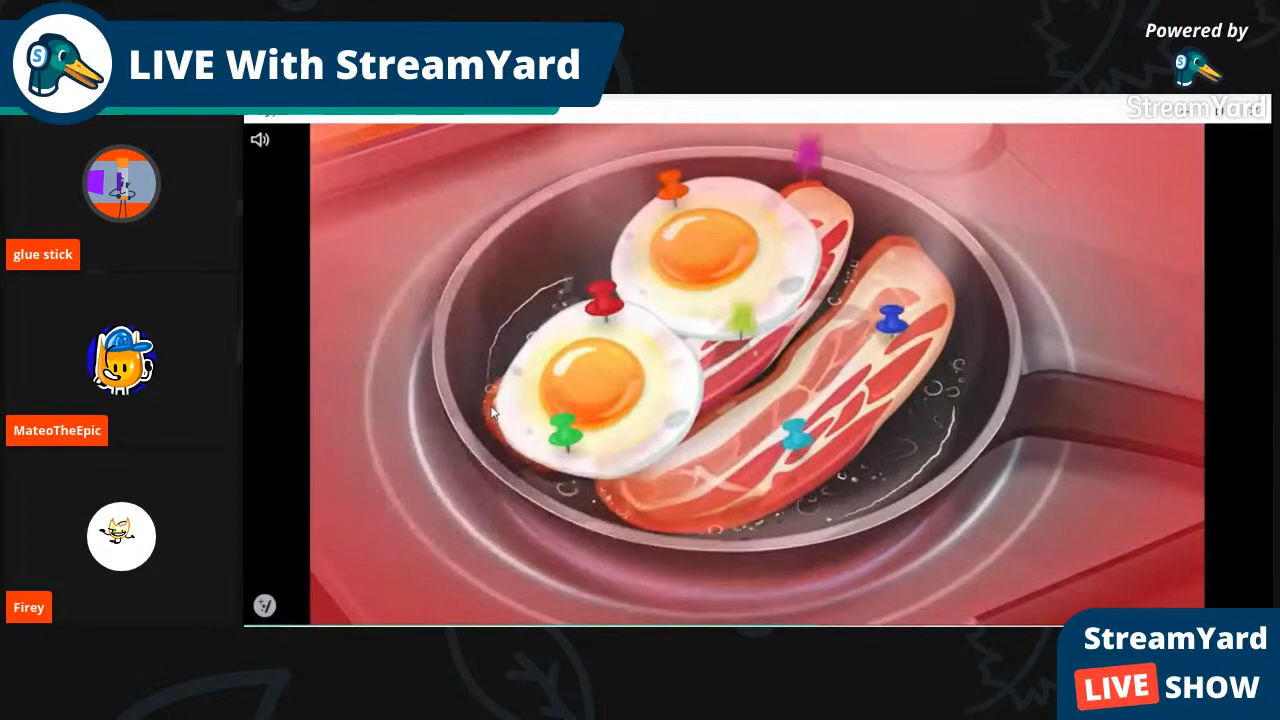 LIVE With StreamYard
Powered by
StreamYard
glue stick
MateoTheEpic
Firey
StreamYard
LIVE SHOW